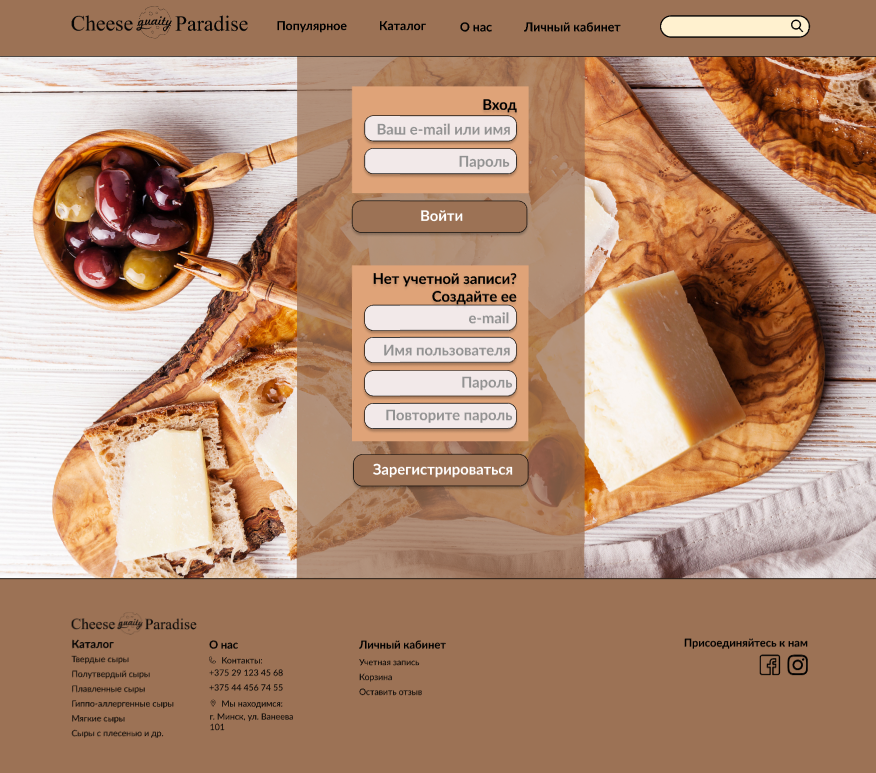 Cheese quaity Paradise
Популярное
Каталог
О нас
Личный кабинет
Вход
Ваш e-mail или имя
Пароль
Войти
Нет учетной записи?
Создайте ее
e-mail
Имя пользователя
Пароль
Повторите пароль
Зарегистрироваться
Cheese quaity Paradise
Каталог
Твердые сыры
Полутвердый сыры
Плавленные сыры
Гиппо-аллергенные сыры
Мягкие сыры
Сыры с плесенью и др.
О нас
Контакты:
+375 29 123 45 68
+375 44 456 74 55
Мы находимся:
г. Минск, ул. Ванеева
101
Личный кабинет
Учетная запись
Корзина
Оставить отзыв
Присоединяйтесь к нам